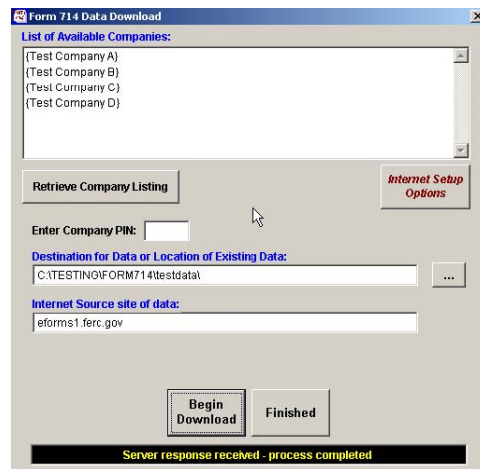 Form 714 Data Download
List of Available Companies:
{Test Company A}
{Test Company B}
{Test Company C}
{Test Company D}
Retrieve Company Listing
Internet Setup
Options
Enter Company PIN:
Destination for Data or Location of Existing Data:
C:\TESTING\FORM714\testdata\
...
Internet Source site of data:
eforms1.ferc.gov
Begin
Download
Finished
Server response received - process completed